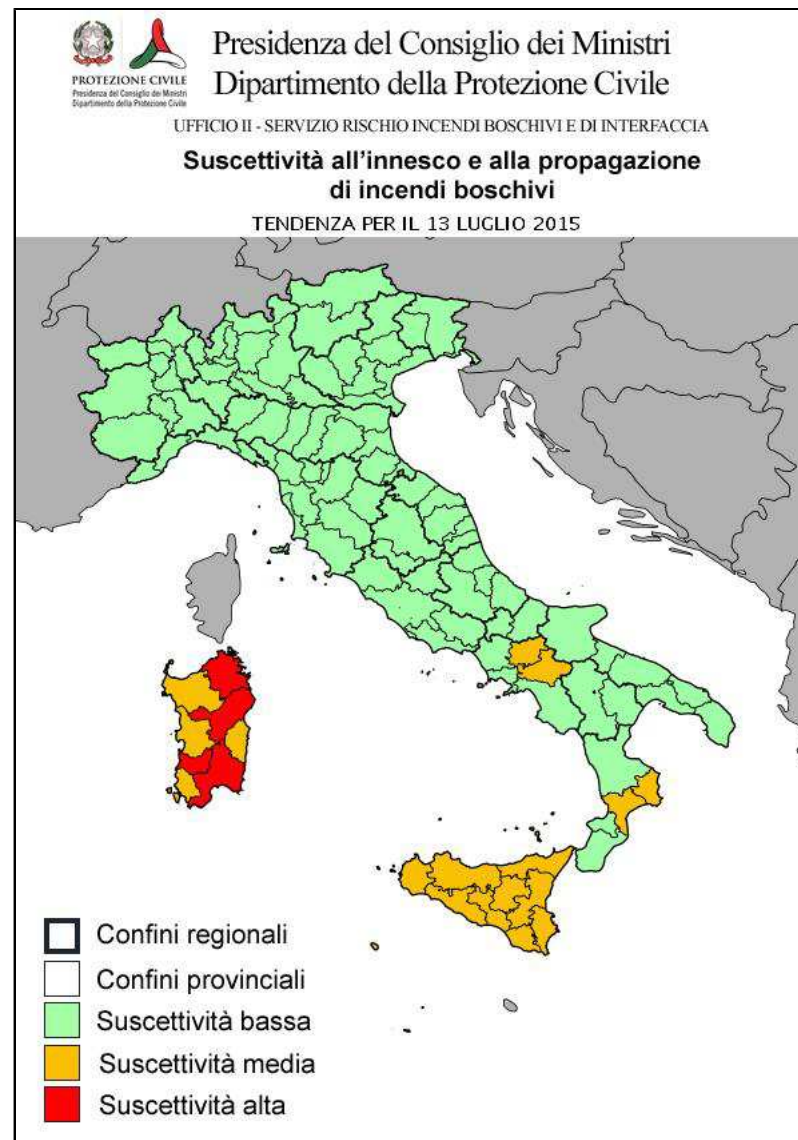 PROTEZIONE CIVILE
Presidenza del Consiglio dei Ministri
Dipartimento della Protezione Civile
Presidenza del Consiglio dei Ministri
Dipartimento della Protezione Civile
UFFICIO II - SERVIZIO RISCHIO INCENDI BOSCHIVI E DI INTERFACCIA
Suscettività all'innesco e alla propagazione
di incendi boschivi
TENDENZA PER IL 13 LUGLIO 2015
Confini regionali
Confini provinciali
Suscettività bassa
Suscettività media
Suscettività alta